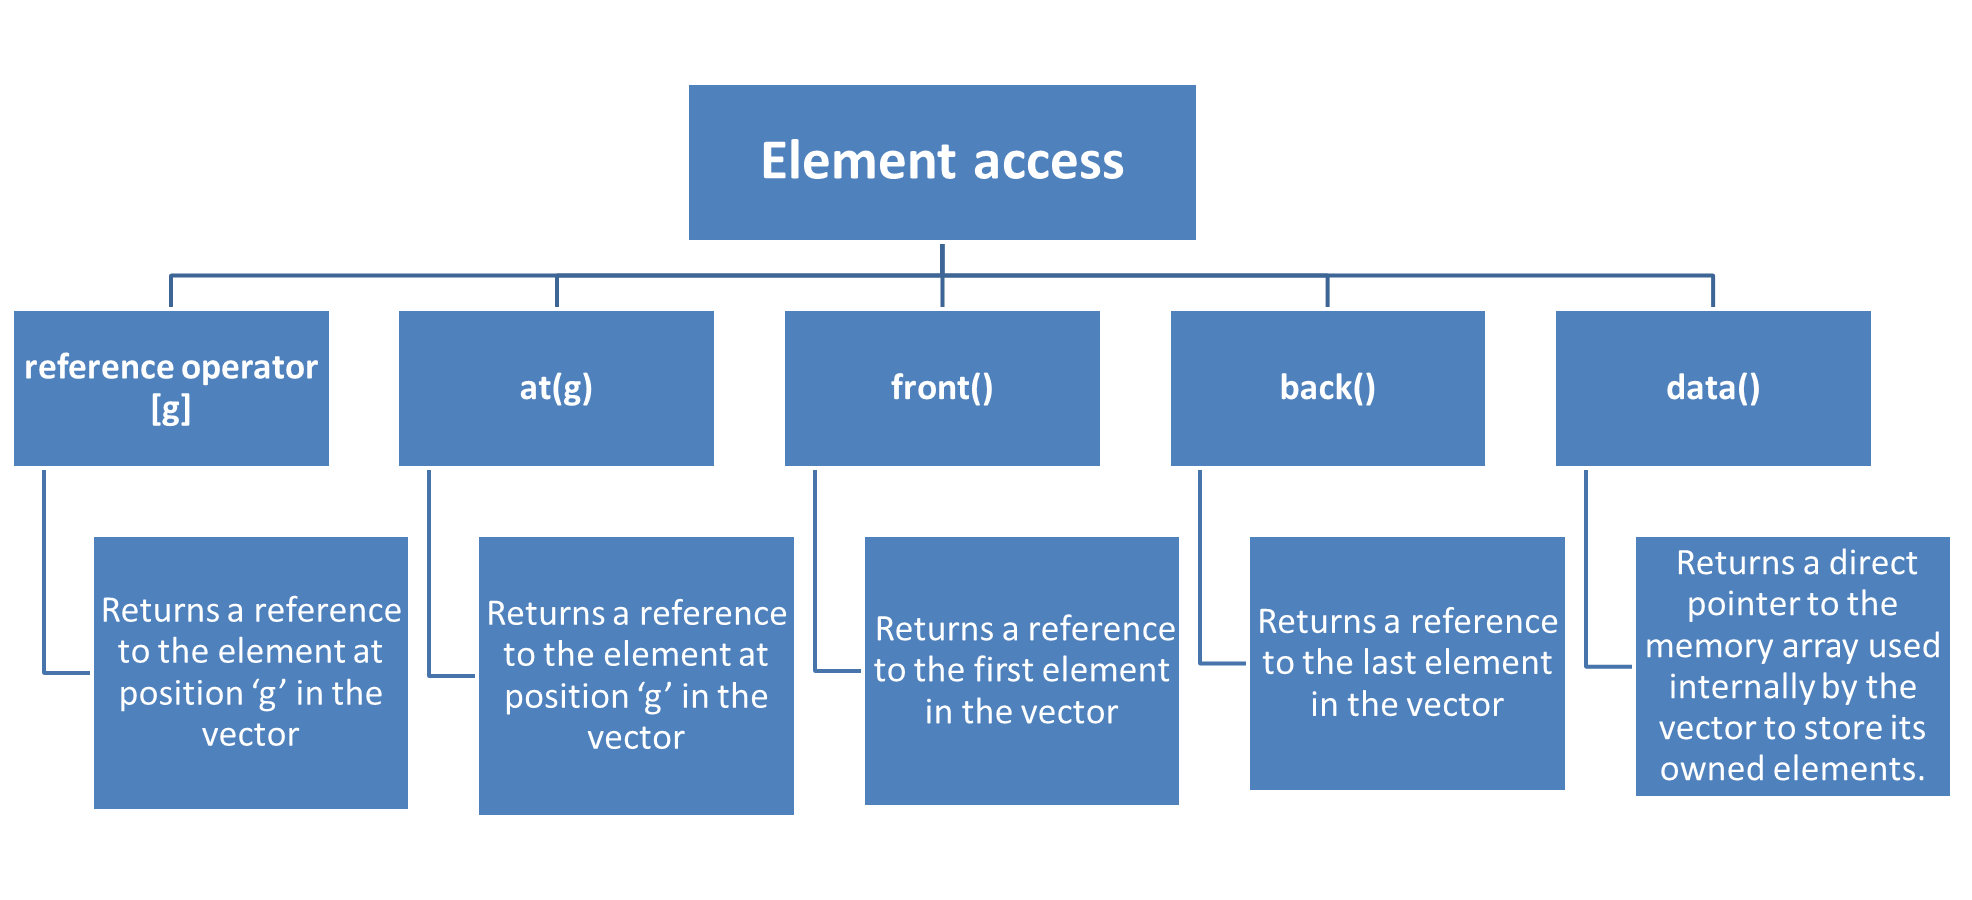 Element access
reference operator
[g]
at(g)
front()
back()
data()
Returns a reference
to the element at
position ‘g’ in the
vector
Returns a reference
to the element at
position ‘g’ in the
vector
Returns a reference
to the first element
in the vector
Returns a reference
to the last element
in the vector
Returns a direct
pointer to the
memory array used
internally by the
vector to store its
owned elements.